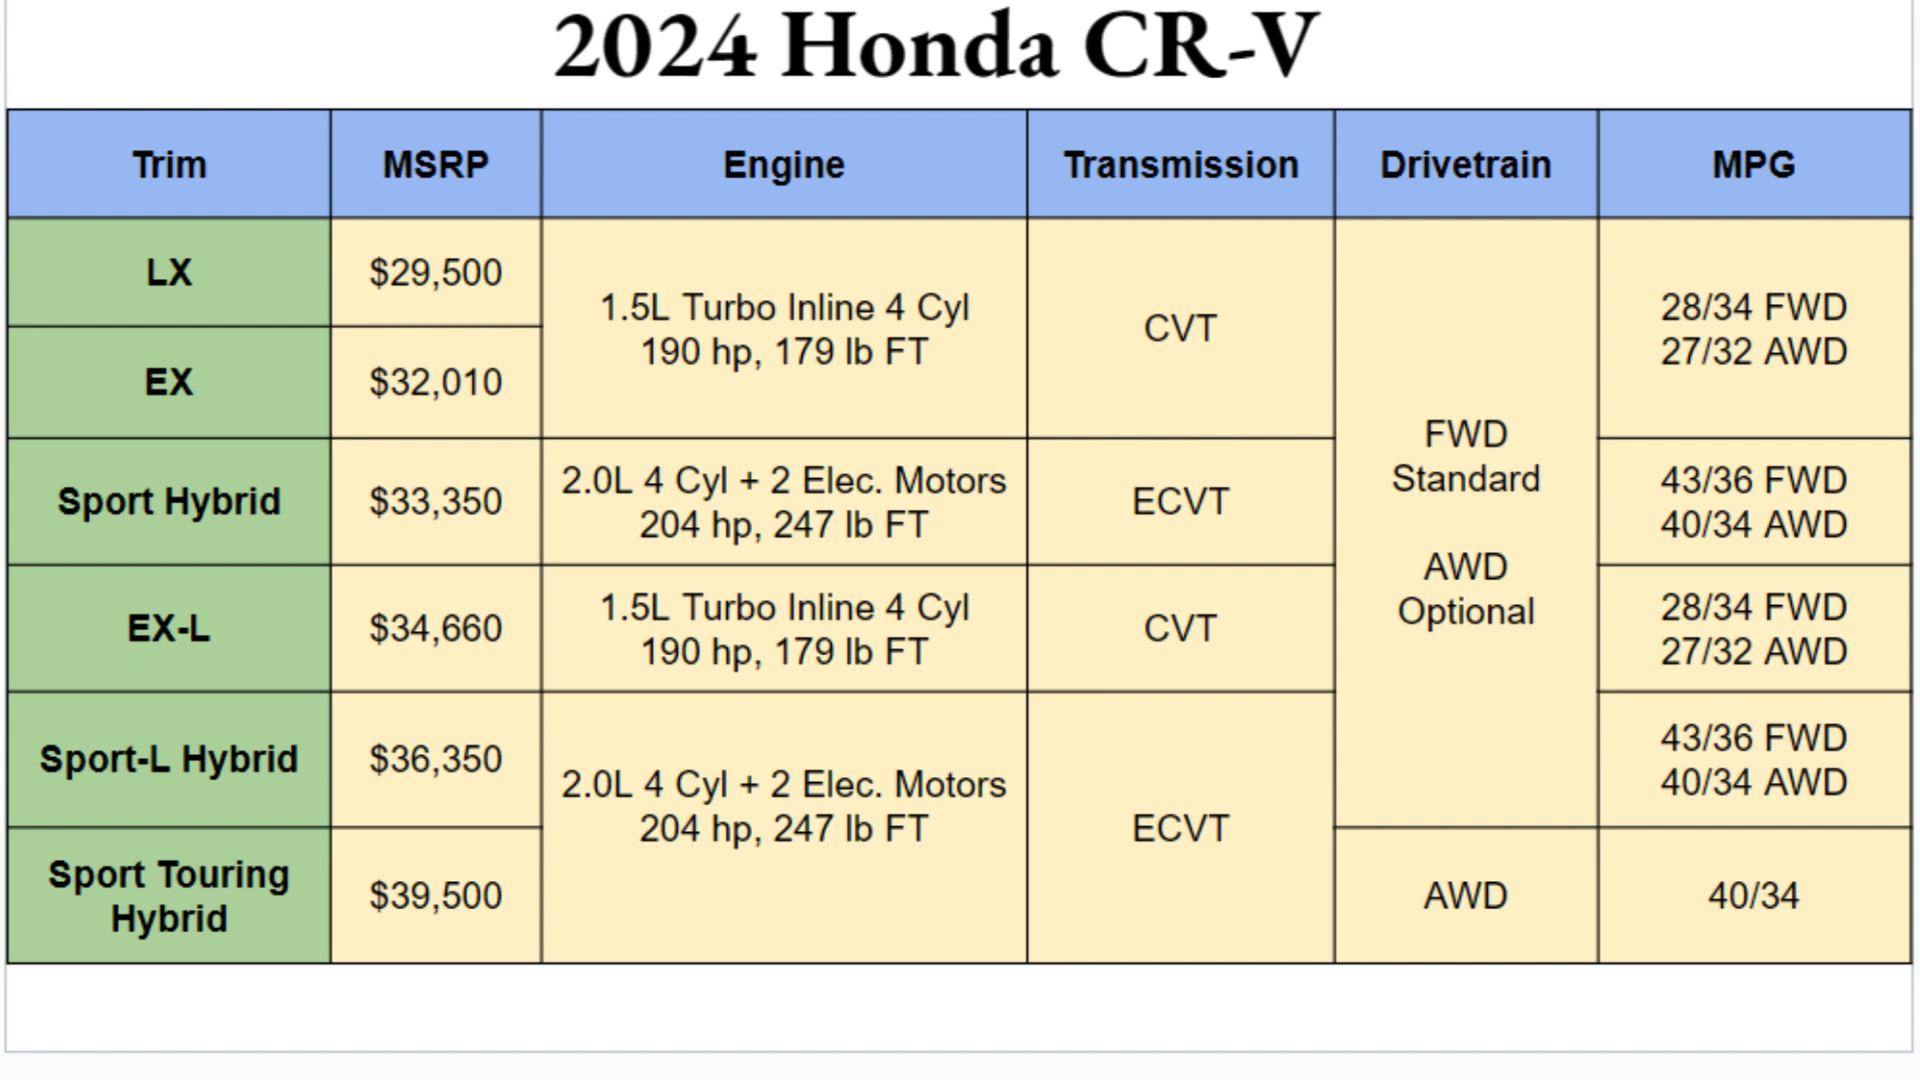 2024 Honda CR-V
Trim MSRP Engine Transmission Drivetrain MPG
LX $29,500
EX $32,010
1.5L Turbo Inline 4 Cyl
190 hp, 179 lb FT
CVT
28/34 FWD
27/32 AWD
Sport Hybrid $33,350
2.0L 4 Cyl + 2 Elec. Motors
204 hp, 247 lb FT
ECVT
43/36 FWD
40/34 AWD
EX-L $34,660
1.5L Turbo Inline 4 Cyl
190 hp, 179 lb FT
CVT
28/34 FWD
27/32 AWD
FWD
Standard
AWD
Optional
Sport-L Hybrid $36,350
43/36 FWD
40/34 AWD
2.0L 4 Cyl + 2 Elec. Motors
204 hp, 247 lb FT
ECVT
Sport Touring
Hybrid
$39,500
AWD
40/34